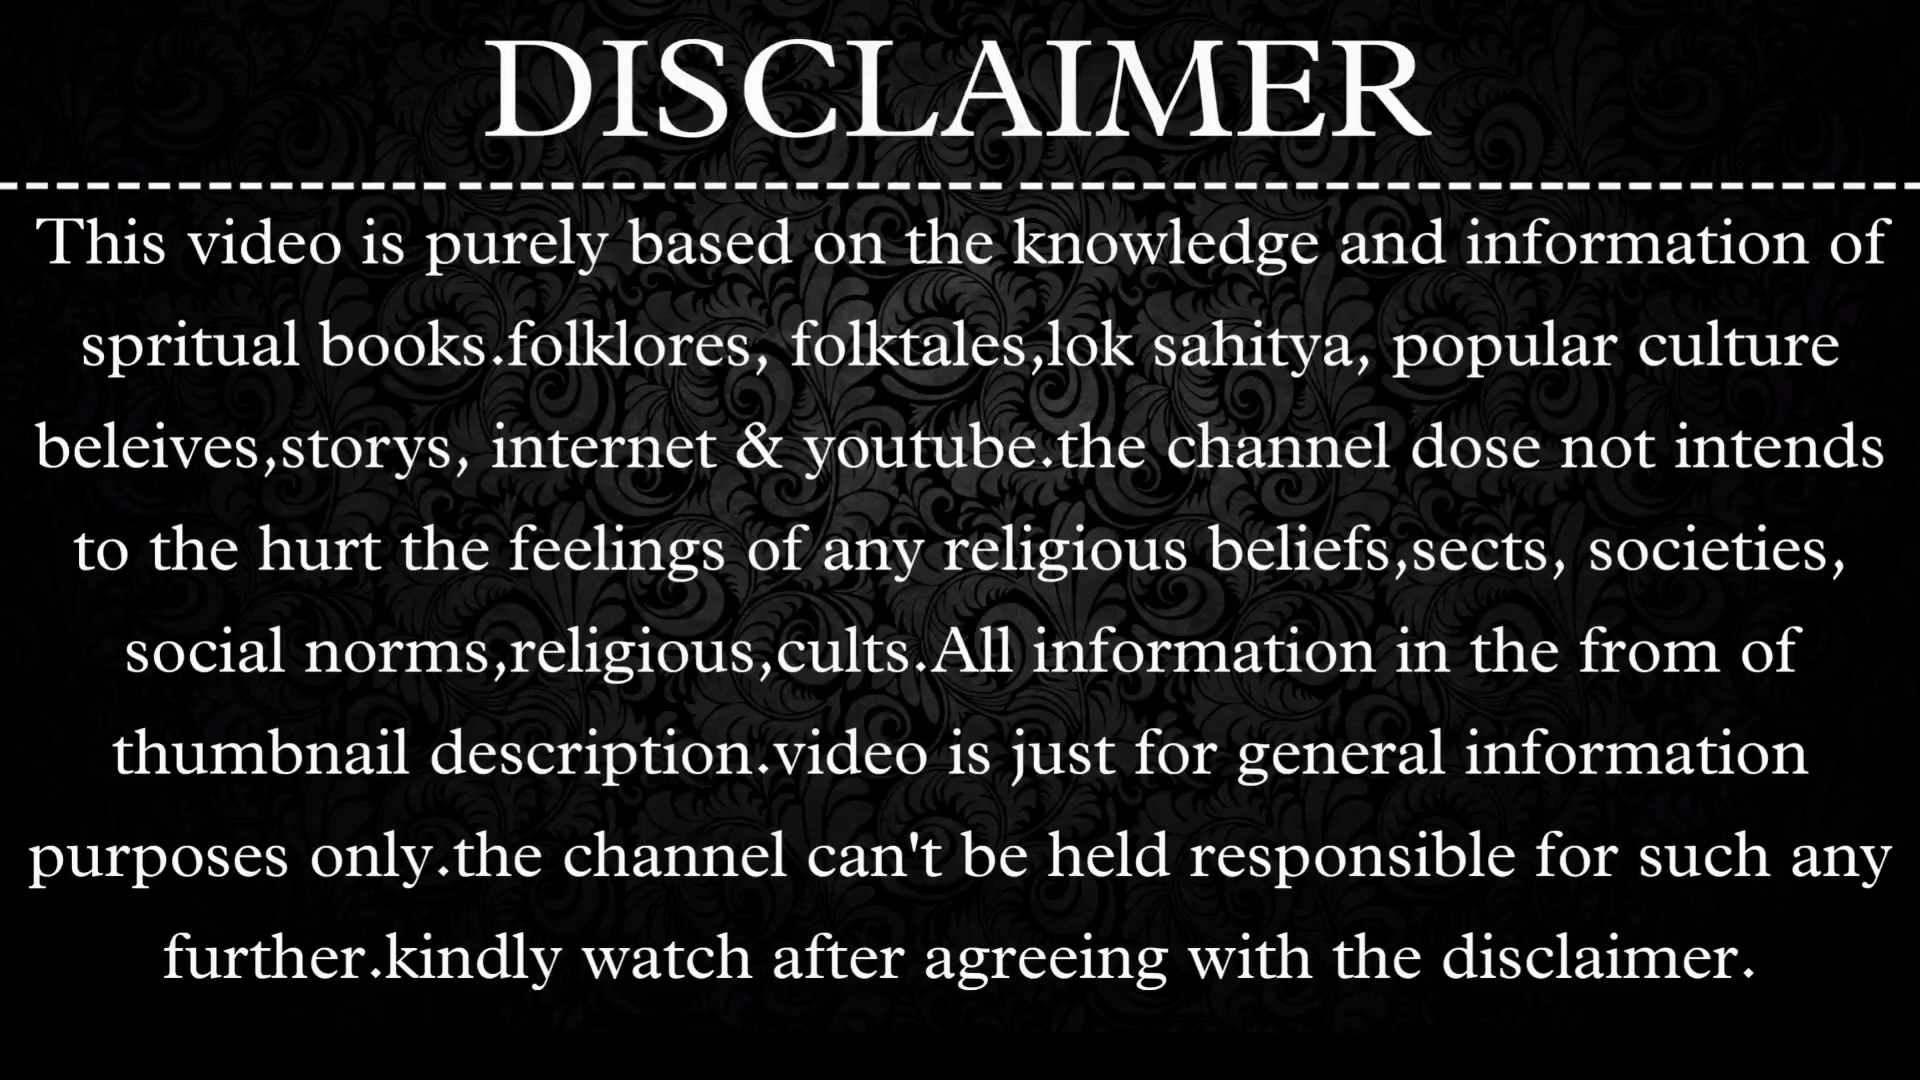 DISCLAIMER
This video is purely based on the knowledge and information of
spritual books.folklores, folktales,lok sahitya, popular culture
beleives,storys, internet & youtube.the channel dose not intends
to the hurt the feelings of any religious beliefs,sects, societies,
social norms,religious,cults.All information in the from of
thumbnail description.video is just for general information
purposes only.the channel can't be held responsible for such any
further.kindly watch after agreeing with the disclaimer.